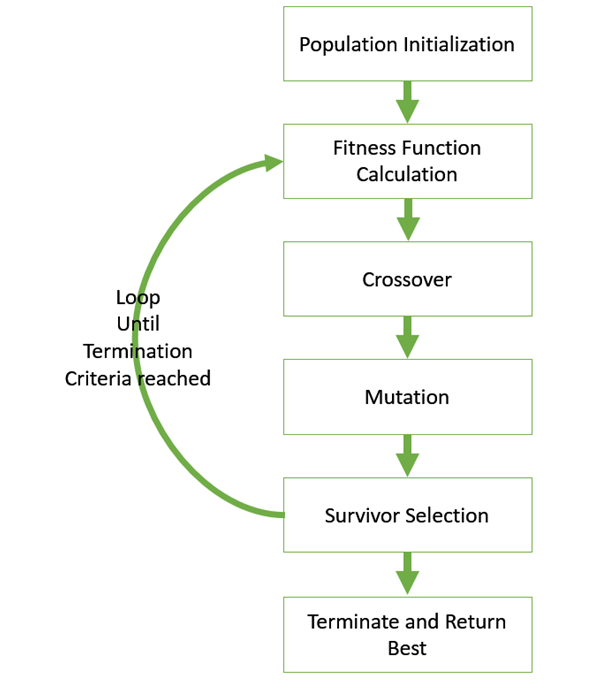 Population Initialization
Fitness Function
Calculation
Crossover
Loop
Until
Termination
Criteria reached
Mutation
Survivor Selection
Terminate and Return
Best